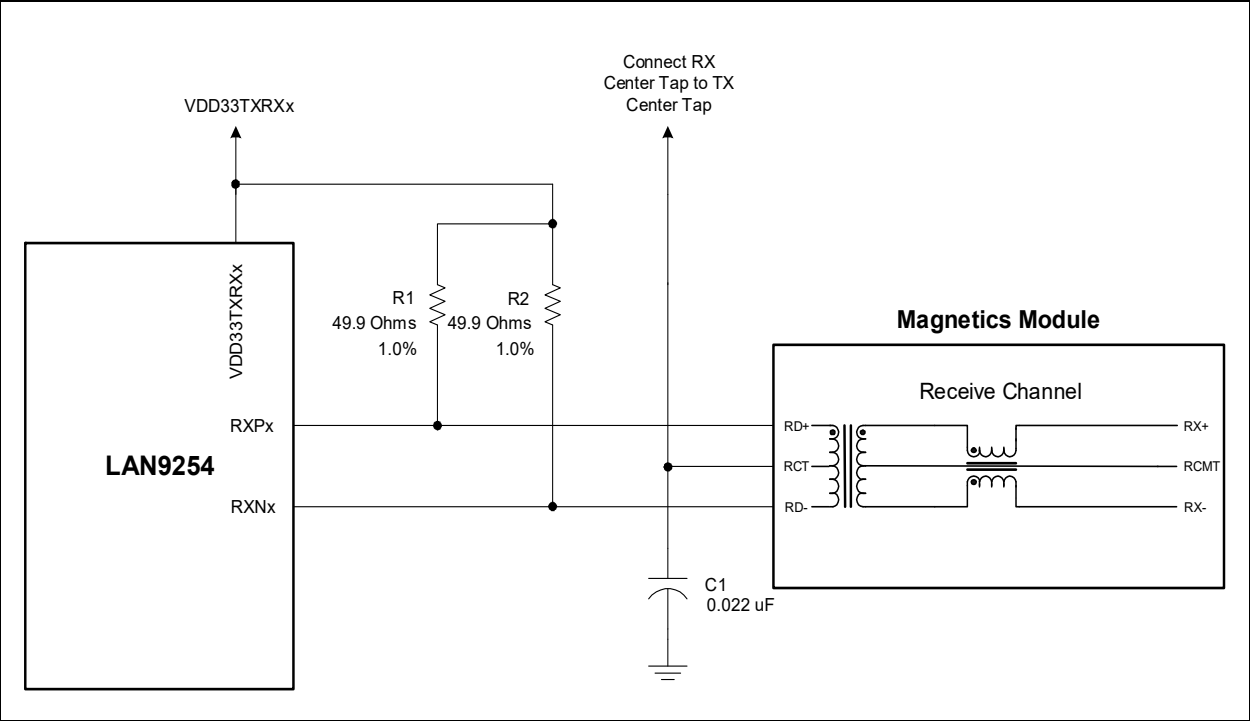 Connect RX
Center Tap to TX
Center Tap
VDD33TXRXx
VDD33TXRXx
R1
49.9 Ohms
1.0%
R2
49.9 Ohms
1.0%
Magnetics Module
Receive Channel
RXPx
RD+
RX+
LAN9254
RCT
RCMT
RXNx
RD-
RX-
C1
0.022 uF